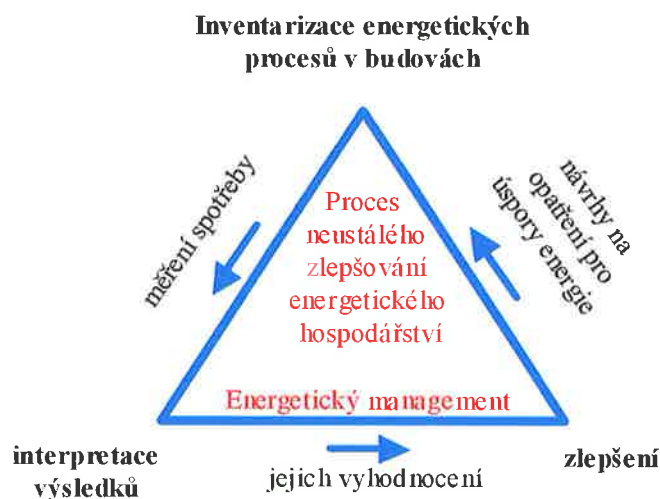 Inventarizace energetických
procesů v budovách
měření spotřeby
návrhy na
opatření pro
úspory energie
Proces
neustálého
zlepšování
energetického
hospodářství
Energetický management
interpretace
výsledků
jejich vyhodnocení
zlepšení